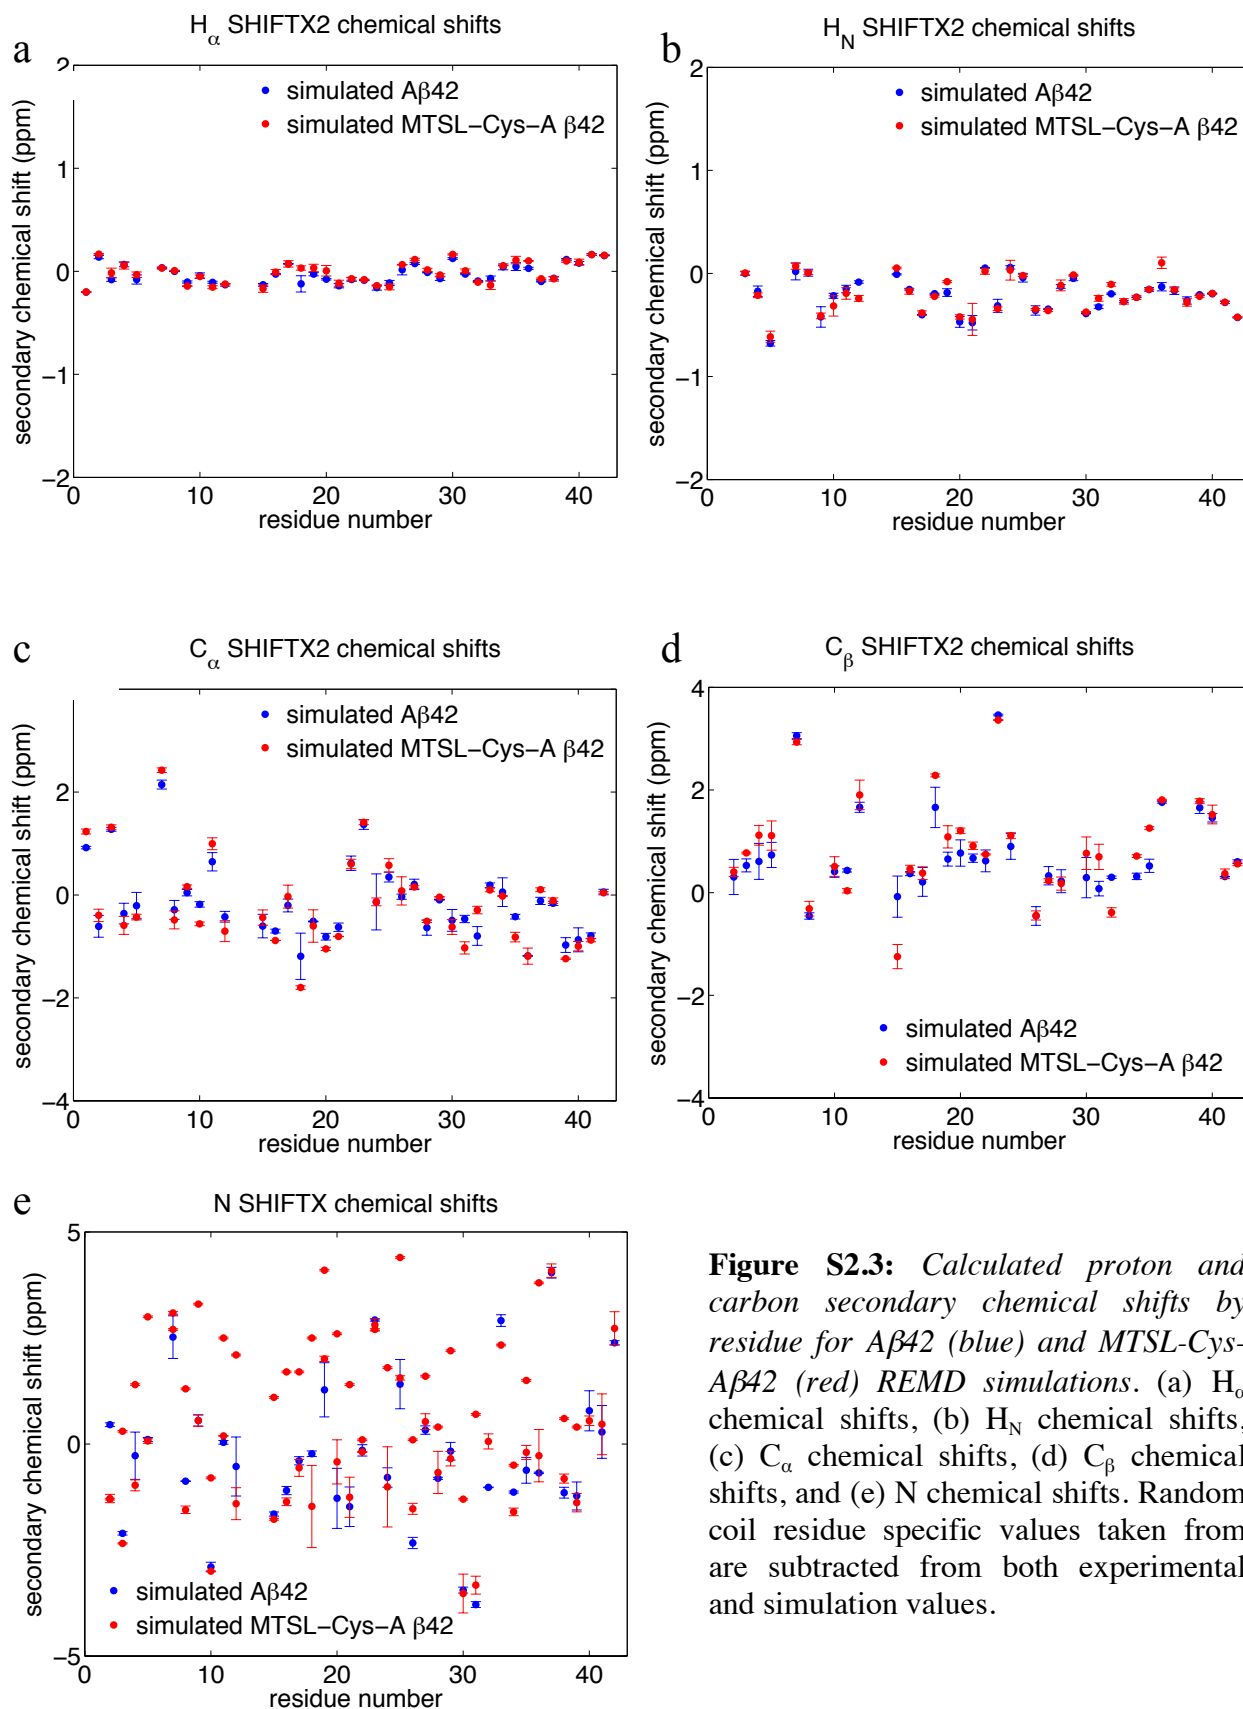 a
H_α SHIFTX2 chemical shifts
2
1
0
−1
−2
0 10 20 30 40
secondary chemical shift (ppm)
residue number
simulated Aβ42
simulated MTSL−Cys−A β42
b
H_N SHIFTX2 chemical shifts
2
1
0
−1
−2
0 10 20 30 40
secondary chemical shift (ppm)
residue number
simulated Aβ42
simulated MTSL−Cys−A β42
c
C_α SHIFTX2 chemical shifts
2
0
−2
−4
0 10 20 30 40
secondary chemical shift (ppm)
residue number
simulated Aβ42
simulated MTSL−Cys−A β42
d
C_β SHIFTX2 chemical shifts
4
2
0
−2
−4
0 10 20 30 40
secondary chemical shift (ppm)
residue number
simulated Aβ42
simulated MTSL−Cys−A β42
e
N SHIFTX chemical shifts
5
0
−5
0 10 20 30 40
secondary chemical shift (ppm)
residue number
simulated Aβ42
simulated MTSL−Cys−A β42
Figure S2.3: Calculated proton and
carbon secondary chemical shifts by
residue for Aβ42 (blue) and MTSL-Cys-
Aβ42 (red) REMD simulations. (a) H_α
chemical shifts, (b) H_N chemical shifts,
(c) C_α chemical shifts, (d) C_β chemical
shifts, and (e) N chemical shifts. Random
coil residue specific values taken from
are subtracted from both experimental
and simulation values.